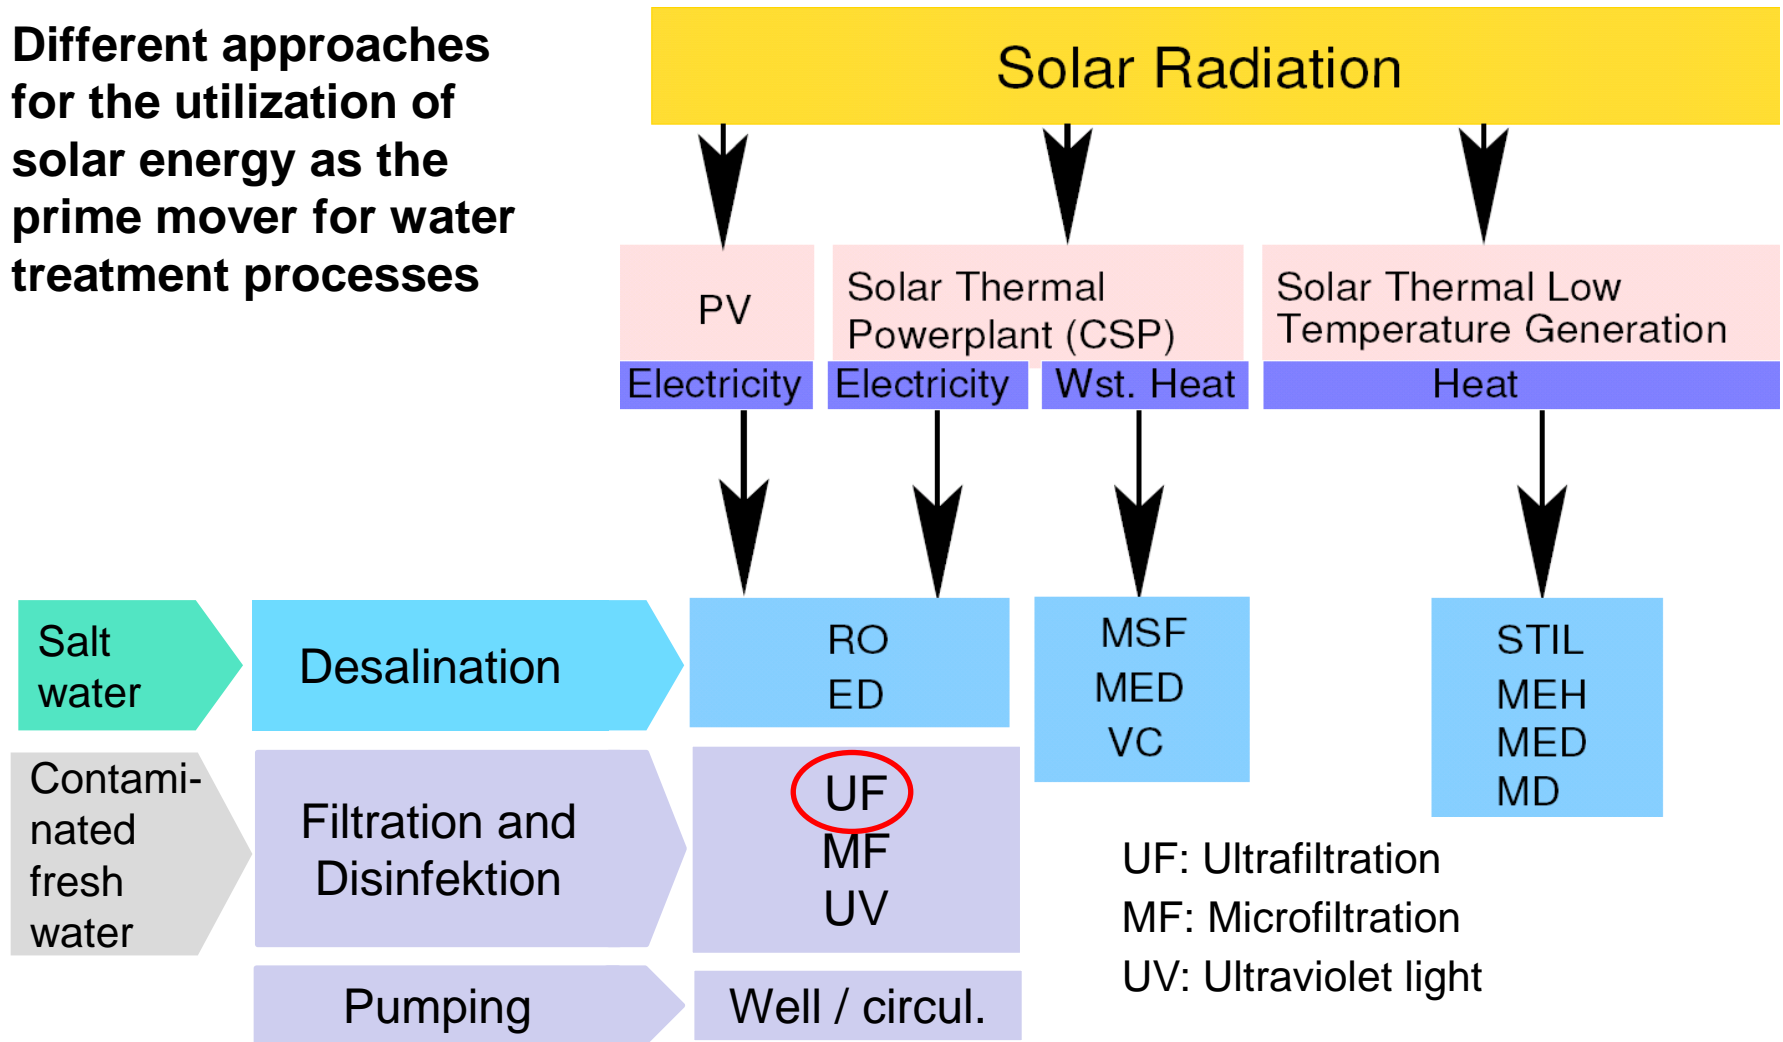 Different approaches
for the utilization of
solar energy as the
prime mover for water
treatment processes
Solar Radiation
PV
Solar Thermal
Powerplant (CSP)
Solar Thermal Low
Temperature Generation
Electricity
Electricity
Wst. Heat
Heat
Salt
water
Desalination
RO
ED
MSF
MED
VC
STIL
MEH
MED
MD
Contami-
nated
fresh
water
Filtration and
Disinfektion
UF
MF
UV
UF: Ultrafiltration
MF: Microfiltration
UV: Ultraviolet light
Pumping
Well / circul.